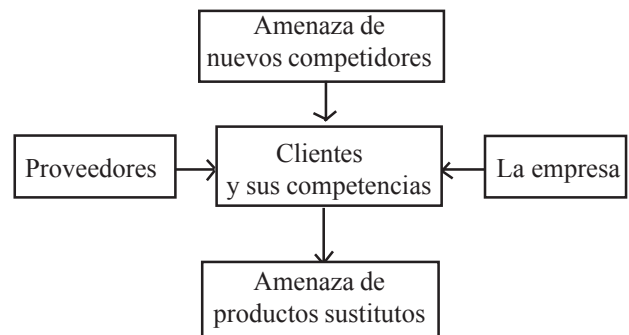 Amenaza de
nuevos competidores
Proveedores
Clientes
y sus competencias
La empresa
Amenaza de
productos sustitutos